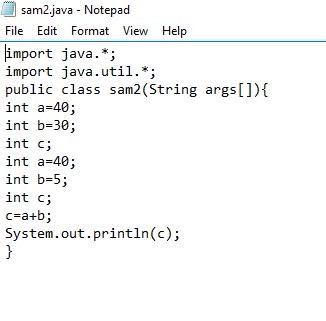 sam2.java - Notepad
File Edit Format View Help
import java.*;
import java.util.*;
public class sam2(String args[]){
int a=40;
int b=30;
int c;
int a=40;
int b=5;
int c;
c=a+b;
System.out.println(c);
}